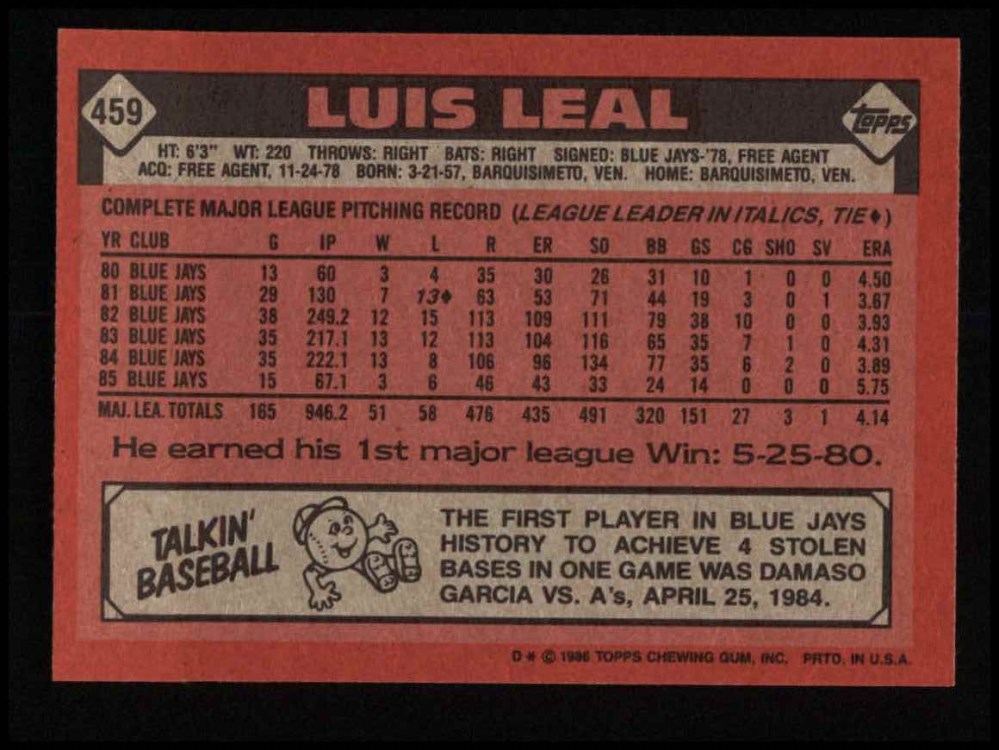 459
LUIS LEAL
Topps
HT: 6'3" WT: 220 THROWS: RIGHT BATS: RIGHT SIGNED: BLUE JAYS-'78, FREE AGENT
ACQ: FREE AGENT, 11-24-78 BORN: 3-21-57, BARQUISIMETO, VEN. HOME: BARQUISIMETO, VEN.
COMPLETE MAJOR LEAGUE PITCHING RECORD (LEAGUE LEADER IN ITALICS, TIE♦)
YR CLUB G IP W L R ER SO BB GS CG SHO SV ERA
80 BLUE JAYS 13 60 3 4 35 30 26 31 10 1 0 0 4.50
81 BLUE JAYS 29 130 7 13♦ 63 53 71 44 19 3 0 1 3.67
82 BLUE JAYS 38 249.2 12 15 113 109 111 79 38 10 0 0 3.93
83 BLUE JAYS 35 217.1 13 12 113 104 116 65 35 7 1 0 4.31
84 BLUE JAYS 35 222.1 13 8 106 96 134 77 35 6 2 0 3.89
85 BLUE JAYS 15 67.1 3 6 46 43 33 24 14 0 0 0 5.75
MAJ. LEA. TOTALS 165 946.2 51 58 476 435 491 320 151 27 3 1 4.14
He earned his 1st major league Win: 5-25-80.
TALKIN'
BASEBALL
THE FIRST PLAYER IN BLUE JAYS
HISTORY TO ACHIEVE 4 STOLEN
BASES IN ONE GAME WAS DAMASO
GARCIA VS. A's, APRIL 25, 1984.
D * © 1986 TOPPS CHEWING GUM, INC. PRTD. IN U.S.A.